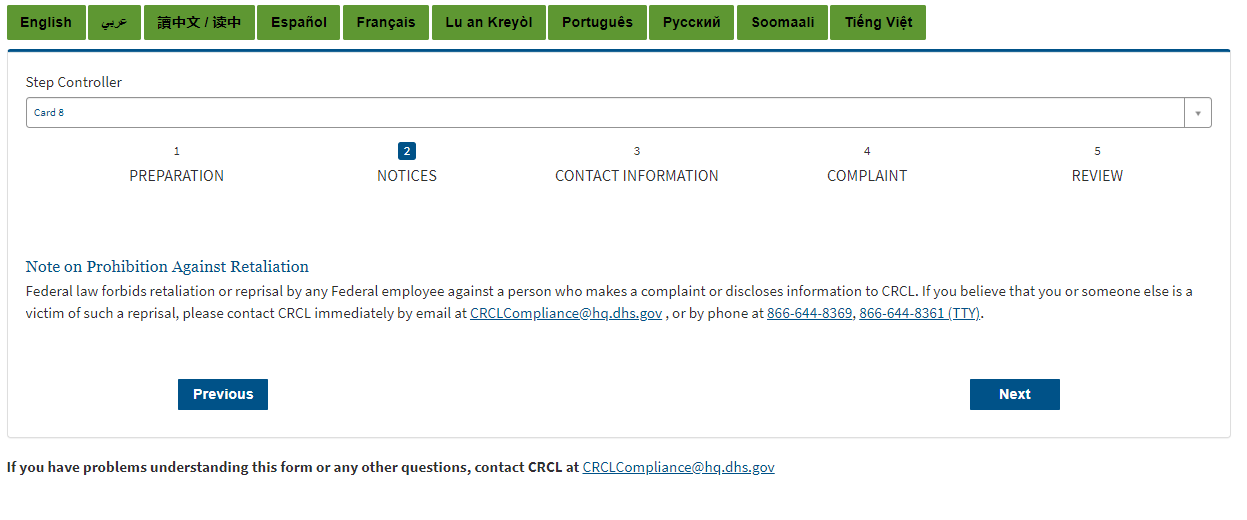 English عربي 讀中文 / 读中 Español Français Lu an Kreyòl Português Русский Soomaali Tiếng Việt
Step Controller
Card 8
1 2 3 4 5
PREPARATION NOTICES CONTACT INFORMATION COMPLAINT REVIEW
Note on Prohibition Against Retaliation
Federal law forbids retaliation or reprisal by any Federal employee against a person who makes a complaint or discloses information to CRCL. If you believe that you or someone else is a
victim of such a reprisal, please contact CRCL immediately by email at CRCLCompliance@hq.dhs.gov , or by phone at 866-644-8369, 866-644-8361 (TTY).
Previous Next
If you have problems understanding this form or any other questions, contact CRCL at CRCLCompliance@hq.dhs.gov